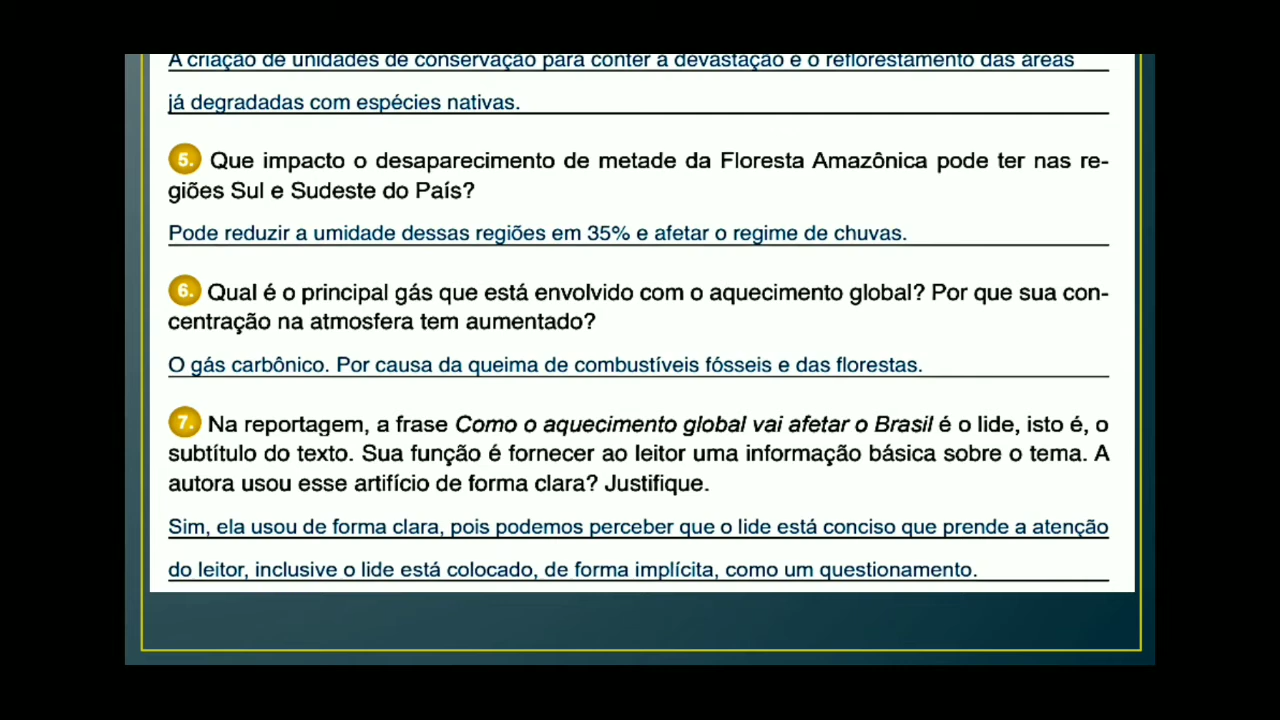 A criação de unidades de conservação para conter a devastação e o reflorestamento das áreas
já degradadas com espécies nativas.
5. Que impacto o desaparecimento de metade da Floresta Amazônica pode ter nas re-
giões Sul e Sudeste do País?
Pode reduzir a umidade dessas regiões em 35% e afetar o regime de chuvas.
6. Qual é o principal gás que está envolvido com o aquecimento global? Por que sua con-
centração na atmosfera tem aumentado?
O gás carbônico. Por causa da queima de combustíveis fósseis e das florestas.
7. Na reportagem, a frase Como o aquecimento global vai afetar o Brasil é o lide, isto é, o
subtítulo do texto. Sua função é fornecer ao leitor uma informação básica sobre o tema. A
autora usou esse artifício de forma clara? Justifique.
Sim, ela usou de forma clara, pois podemos perceber que o lide está conciso que prende a atenção
do leitor, inclusive o lide está colocado, de forma implícita, como um questionamento.